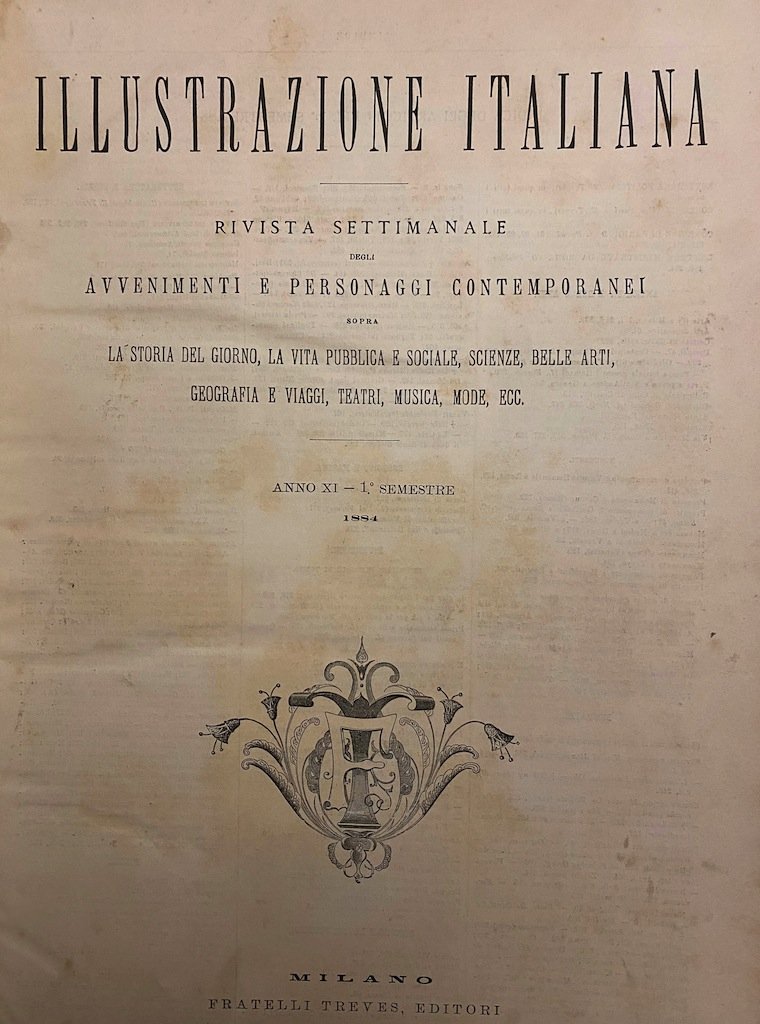 ILLUSTRAZIONE ITALIANA
RIVISTA SETTIMANALE
DEGLI
AVVENIMENTI E PERSONAGGI CONTEMPORANEI
SOPRA
LA STORIA DEL GIORNO, LA VITA PUBBLICA E SOCIALE, SCIENZE, BELLE ARTI,
GEOGRAFIA E VIAGGI, TEATRI, MUSICA, MODE, ECC.
ANNO XI – 1.º SEMESTRE
1884
MILANO
FRATELLI TREVES, EDITORI